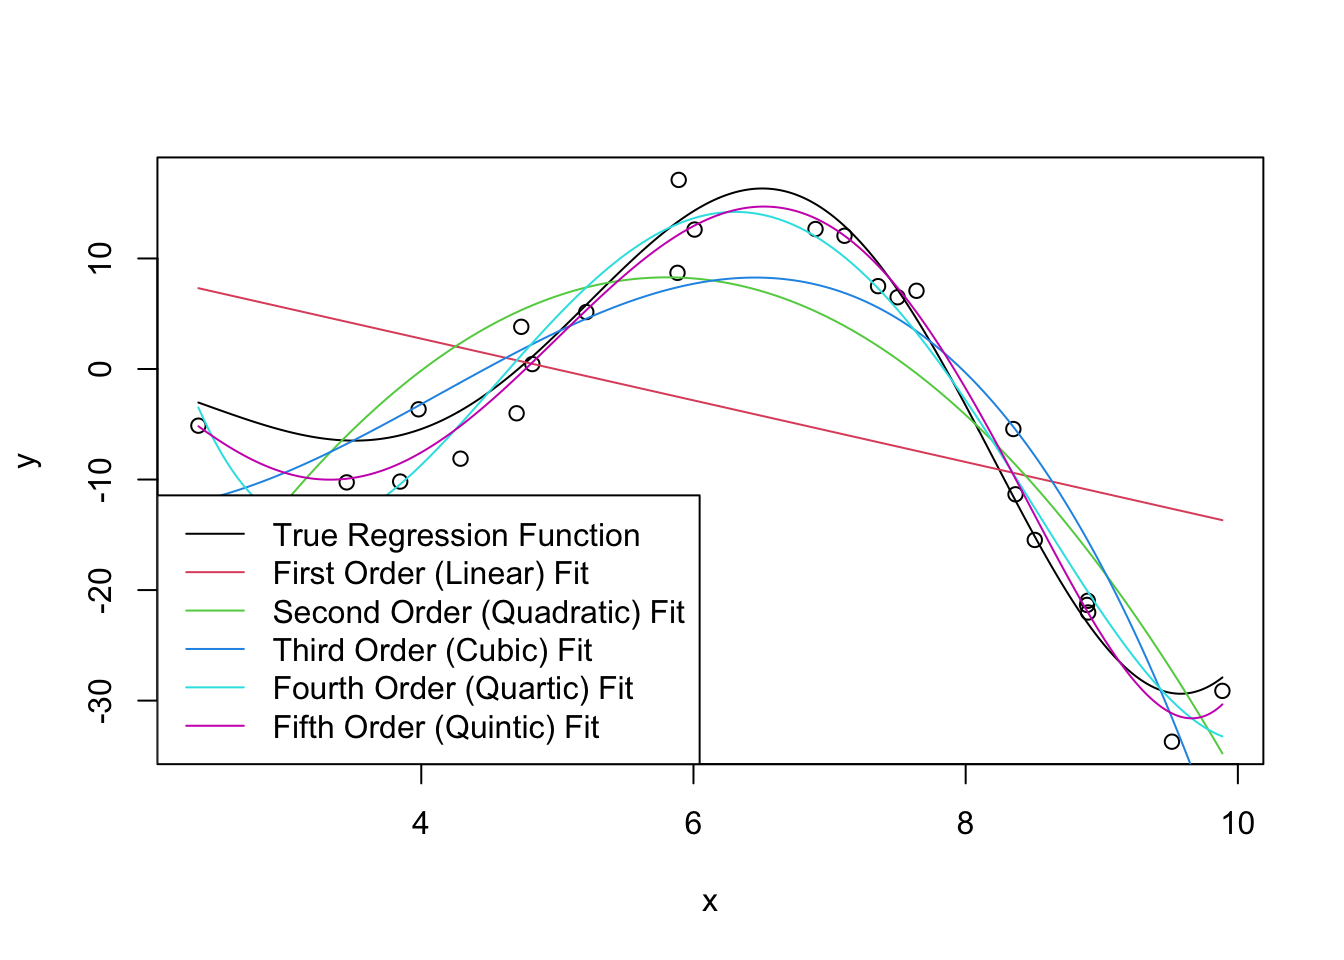 10
0
-10
-20
-30
y
True Regression Function
First Order (Linear) Fit
Second Order (Quadratic) Fit
Third Order (Cubic) Fit
Fourth Order (Quartic) Fit
Fifth Order (Quintic) Fit
4 6 8 10
x